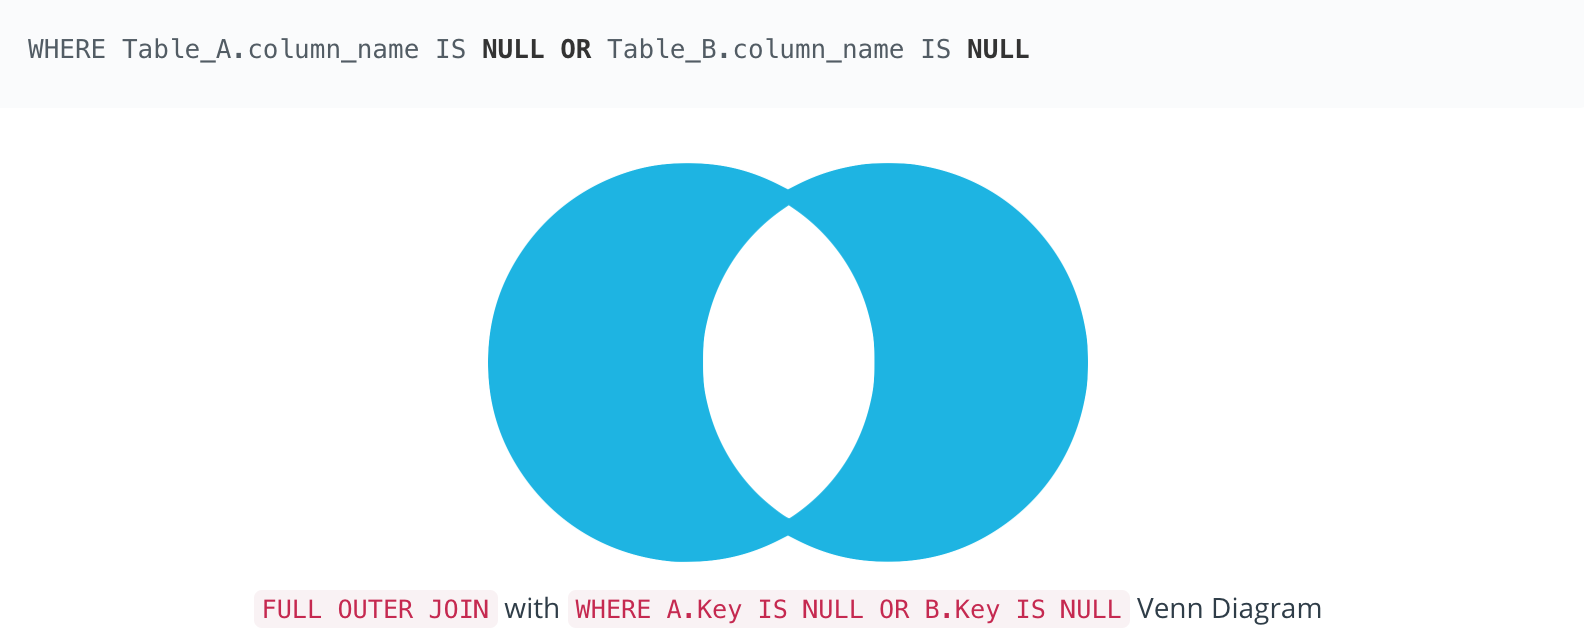 WHERE Table_A.column_name IS NULL OR Table_B.column_name IS NULL
FULL OUTER JOIN with WHERE A.Key IS NULL OR B.Key IS NULL Venn Diagram